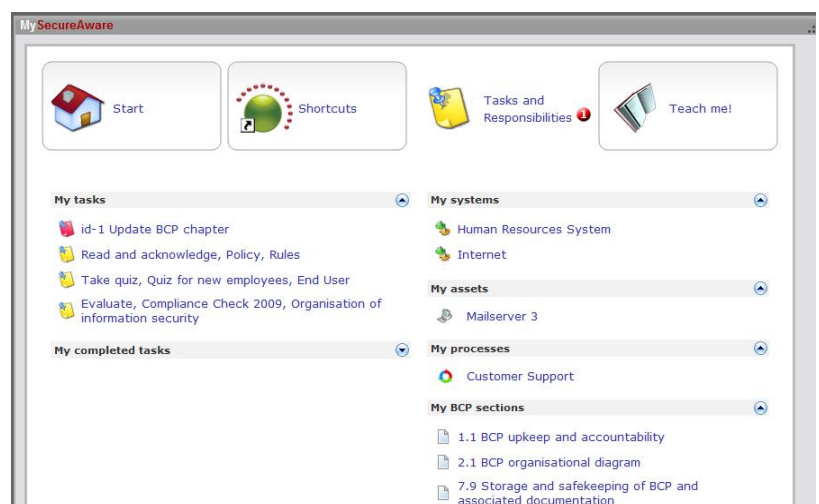 MySecureAware
Start
Shortcuts
Tasks and
Responsibilities 1
Teach me!
My tasks
id-1 Update BCP chapter
Read and acknowledge, Policy, Rules
Take quiz, Quiz for new employees, End User
Evaluate, Compliance Check 2009, Organisation of
information security
My completed tasks
My systems
Human Resources System
Internet
My assets
Mailserver 3
My processes
Customer Support
My BCP sections
1.1 BCP upkeep and accountability
2.1 BCP organisational diagram
7.9 Storage and safekeeping of BCP and
associated documentation